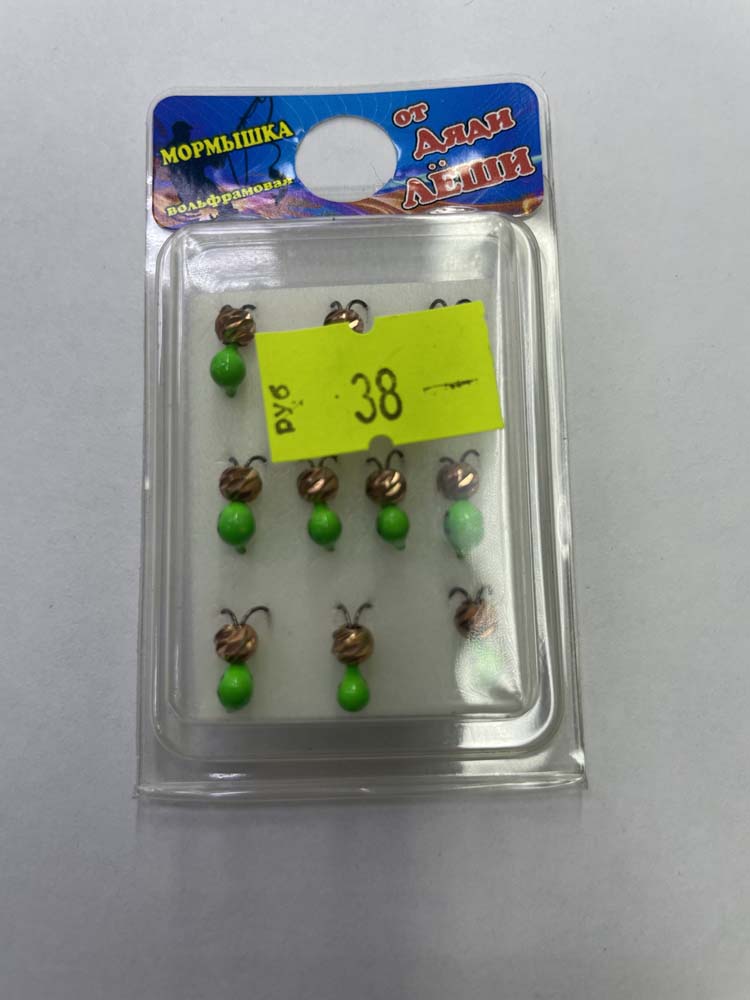 МОРМЫШКА
вольфрамовая
от
Дяди
ЛЁШИ
руб
38 —